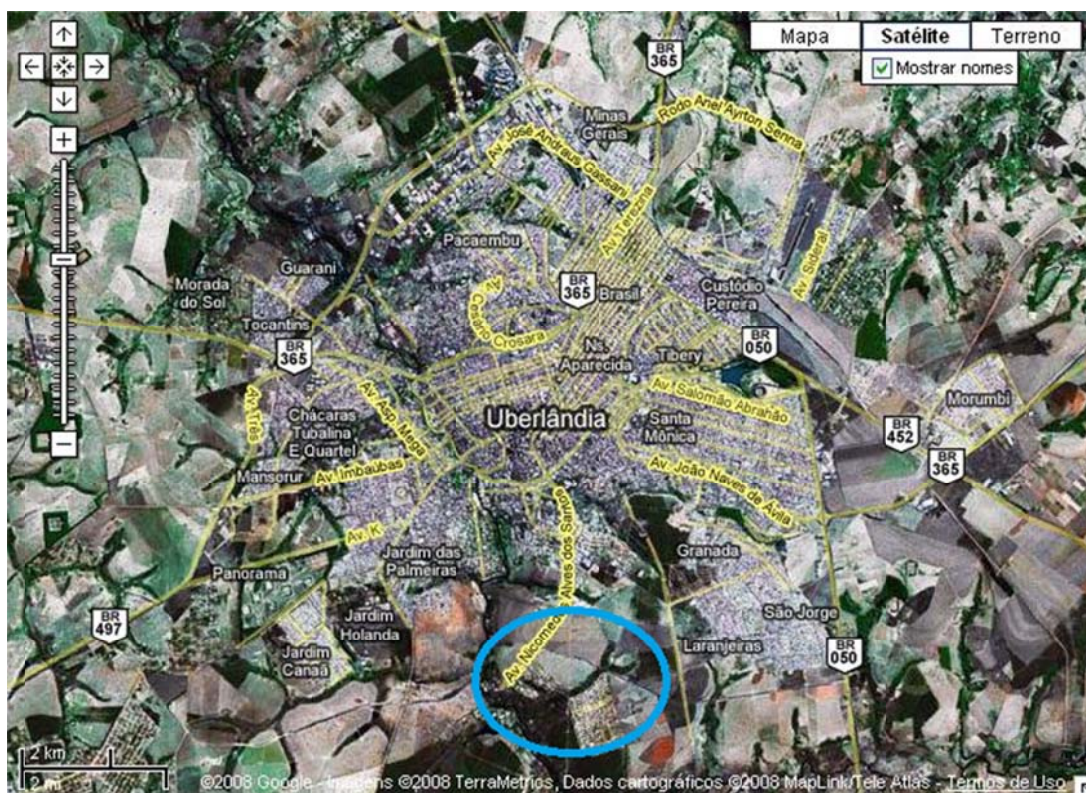 Mapa
Satélite
Terreno
Mostrar nomes
BR
365
Minas
Gerais
Rodo Anel Ayrton Senna
Av. José Andraus Gassani
Av. Terezina
Av. Sideral
Pacaembu
Guarani
Morada
do Sol
BR
365
Brasil
Custódio
Pereira
Av.
Cesário Crosara
Tocantins
BR
365
Ns.
Aparecida
Tibery
BR
050
Av. Salomão Abrahão
Av. Três
Av. Asp. Mega
Chácaras
Tubalina
E Quartel
Uberlândia
Santa
Mônica
Morumbi
BR
452
BR
365
Mansorur
Av. Imbaúbas
Av. João Naves de Ávila
Av. K
Av. Nicomed Alves dos Santos
Jardim das
Palmeiras
Granada
Panorama
São Jorge
BR
497
Jardim
Holanda
Laranjeiras
BR
050
Jardim
Canaã
2 km
2 mi
©2008 Google - Imagens ©2008 TerraMetrics, Dados cartográficos ©2008 MapLink/Tele Atlas - Termos de Uso